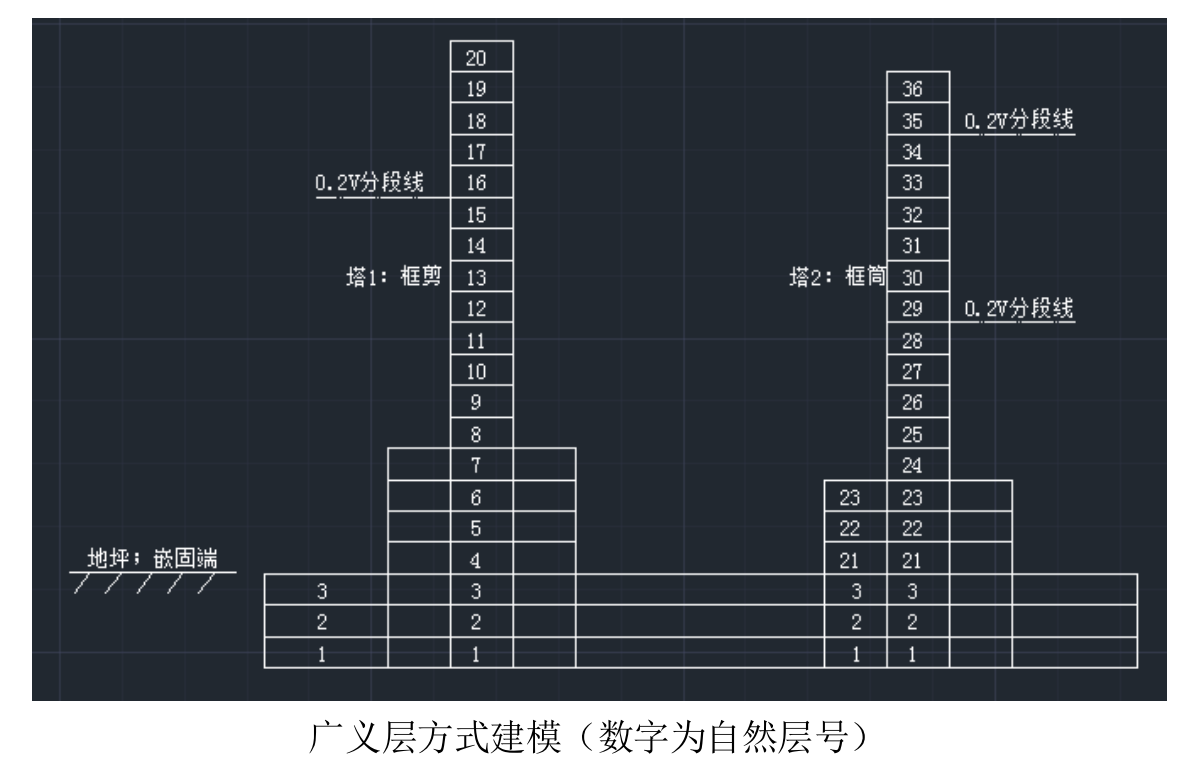 20
19 36
18 35 0.2V分段线
17 34
0.2V分段线 16 33
15 32
14 31
塔1: 框剪 13 塔2: 框筒 30
12 29 0.2V分段线
11 28
10 27
9 26
8 25
7 24
6 23 23
5 22 22
地坪; 嵌固端 4 21 21
3 3 3 3
2 2 2 2
1 1 1 1
广义层方式建模（数字为自然层号）